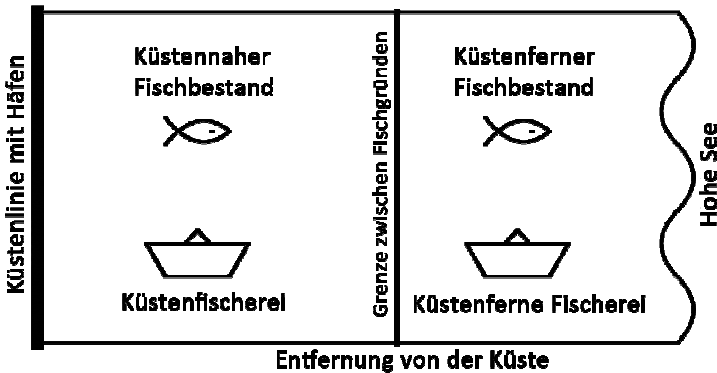 Küstenlinie mit Häfen
Küstennaher
Fischbestand
Küstenfischerei
Grenze zwischen Fischgründen
Küstenferner
Fischbestand
Küstenferne Fischerei
Hohe See
Entfernung von der Küste